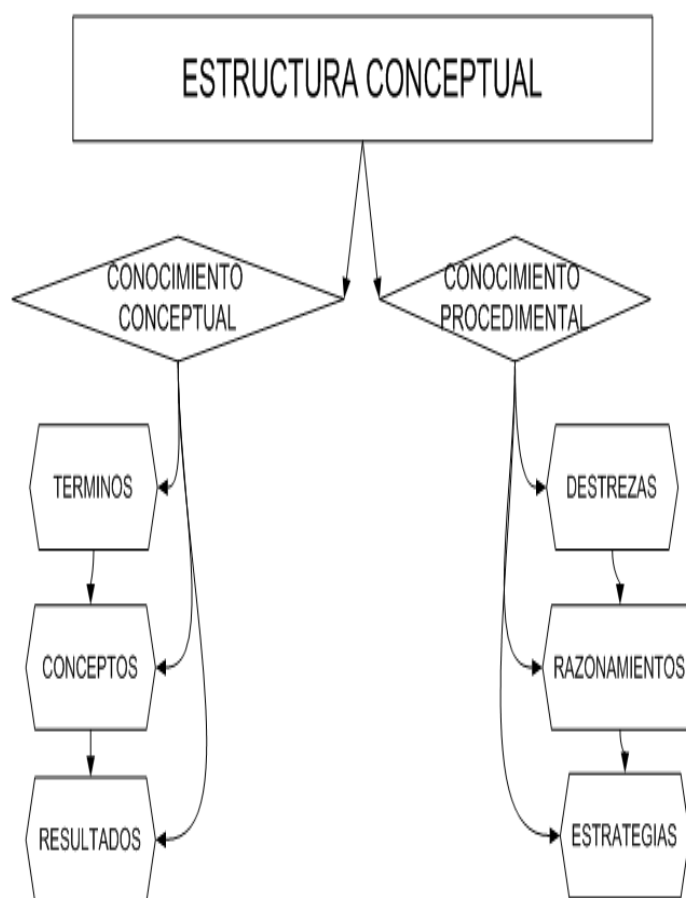 ESTRUCTURA CONCEPTUAL
CONOCIMIENTO
CONCEPTUAL
CONOCIMIENTO
PROCEDIMENTAL
TERMINOS
DESTREZAS
CONCEPTOS
RAZONAMIENTOS
RESULTADOS
ESTRATEGIAS